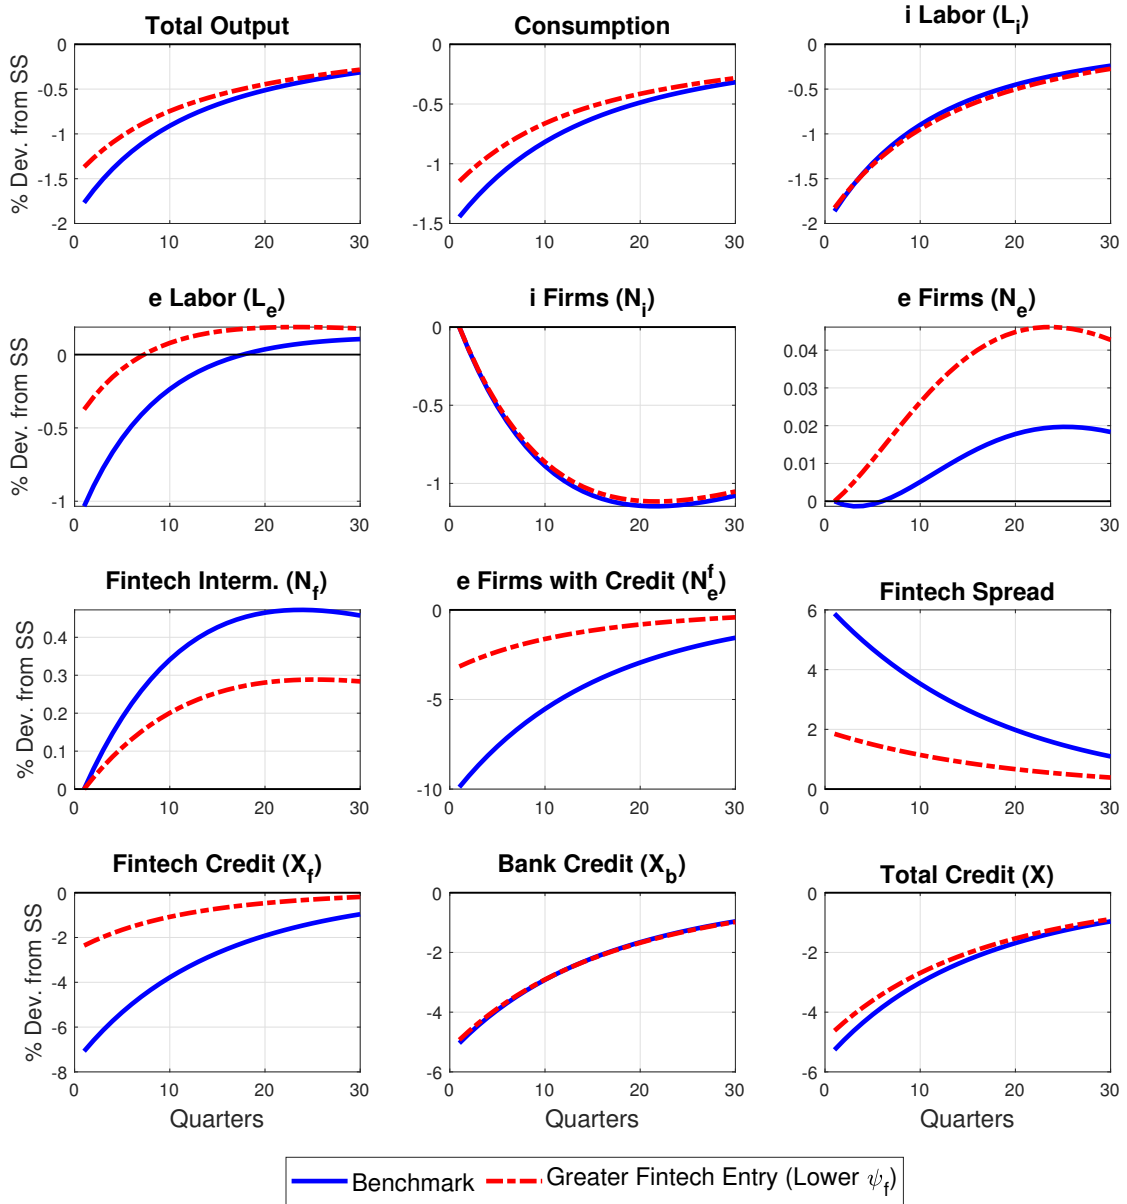 Total Output
Consumption
i Labor (L_i)
% Dev. from SS
0
-0.5
-1
-1.5
-2
0 10 20 30
0
-0.5
-1
-1.5
0 10 20 30
0
-0.5
-1
-1.5
-2
0 10 20 30
e Labor (L_e)
i Firms (N_i)
e Firms (N_e)
% Dev. from SS
0
-0.5
-1
0 10 20 30
0
-0.5
-1
0 10 20 30
0.04
0.03
0.02
0.01
0
0 10 20 30
Fintech Interm. (N_f)
e Firms with Credit (N_e^f)
Fintech Spread
% Dev. from SS
0.4
0.3
0.2
0.1
0
0 10 20 30
0
-5
-10
0 10 20 30
6
4
2
0
0 10 20 30
Fintech Credit (X_f)
Bank Credit (X_b)
Total Credit (X)
% Dev. from SS
0
-2
-4
-6
-8
0 10 20 30
Quarters
0
-2
-4
-6
0 10 20 30
Quarters
0
-2
-4
-6
0 10 20 30
Quarters
Benchmark
Greater Fintech Entry (Lower ψ_f)